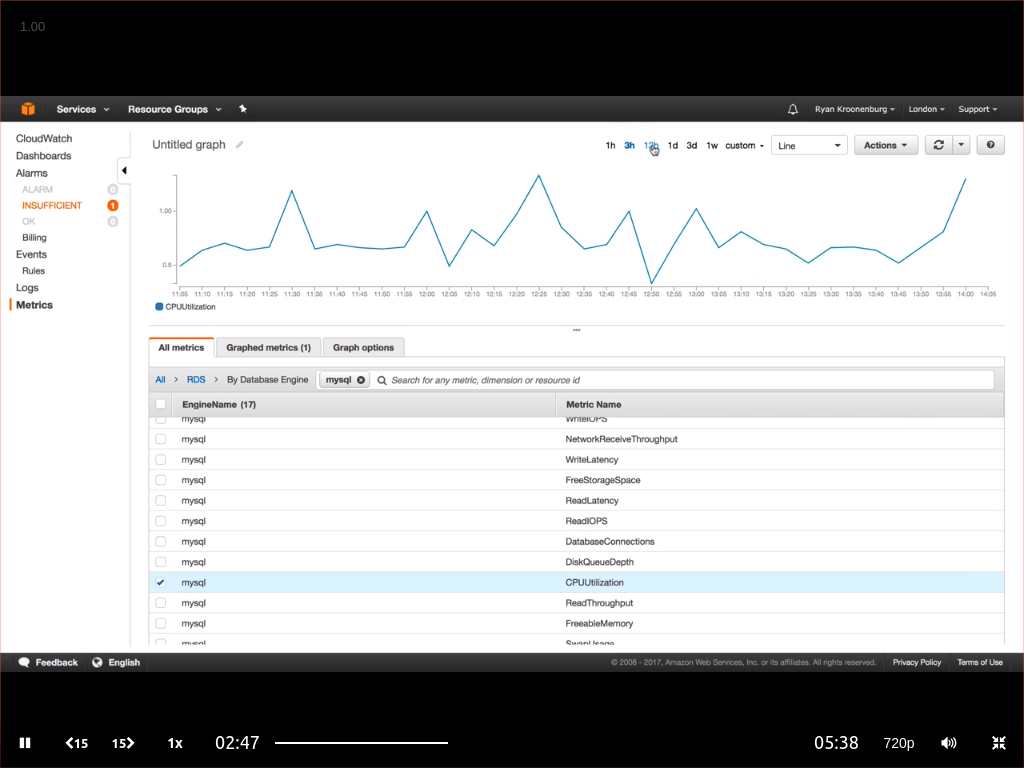 1.00
Services Resource Groups Ryan Kroonenburg London Support
CloudWatch
Dashboards
Alarms
ALARM 0
INSUFFICIENT 1
OK 0
Billing
Events
Rules
Logs
Metrics
Untitled graph 1h 3h 12h 1d 3d 1w custom Line Actions
1.00
0.9
11:05 11:10 11:15 11:20 11:25 11:30 11:35 11:40 11:45 11:50 11:55 12:00 12:05 12:10 12:15 12:20 12:25 12:30 12:35 12:40 12:45 12:50 12:55 13:00 13:05 13:10 13:15 13:20 13:25 13:30 13:35 13:40 13:45 13:50 13:55 14:00 14:05
CPUUtilization
All metrics Graphed metrics (1) Graph options
All > RDS > By Database Engine mysql Search for any metric, dimension or resource id
EngineName (17) Metric Name
mysql WriteIOPS
mysql NetworkReceiveThroughput
mysql WriteLatency
mysql FreeStorageSpace
mysql ReadLatency
mysql ReadIOPS
mysql DatabaseConnections
mysql DiskQueueDepth
mysql CPUUtilization
mysql ReadThroughput
mysql FreeableMemory
mysql SwapUsage
Feedback English © 2008 - 2017, Amazon Web Services, Inc. or its affiliates. All rights reserved. Privacy Policy Terms of Use
15 15 1x 02:47 05:38 720p